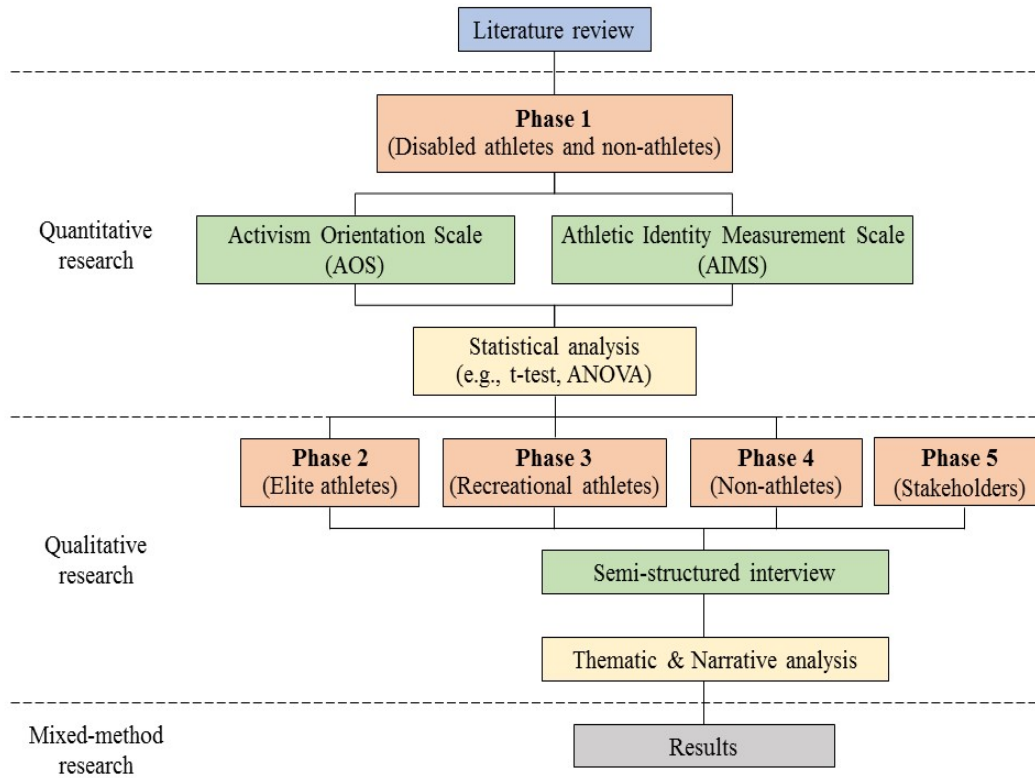 Literature review
Phase 1
(Disabled athletes and non-athletes)
Quantitative
research
Activism Orientation Scale
(AOS)
Athletic Identity Measurement Scale
(AIMS)
Statistical analysis
(e.g., t-test, ANOVA)
Phase 2
(Elite athletes)
Phase 3
(Recreational athletes)
Phase 4
(Non-athletes)
Phase 5
(Stakeholders)
Qualitative
research
Semi-structured interview
Thematic & Narrative analysis
Mixed-method
research
Results